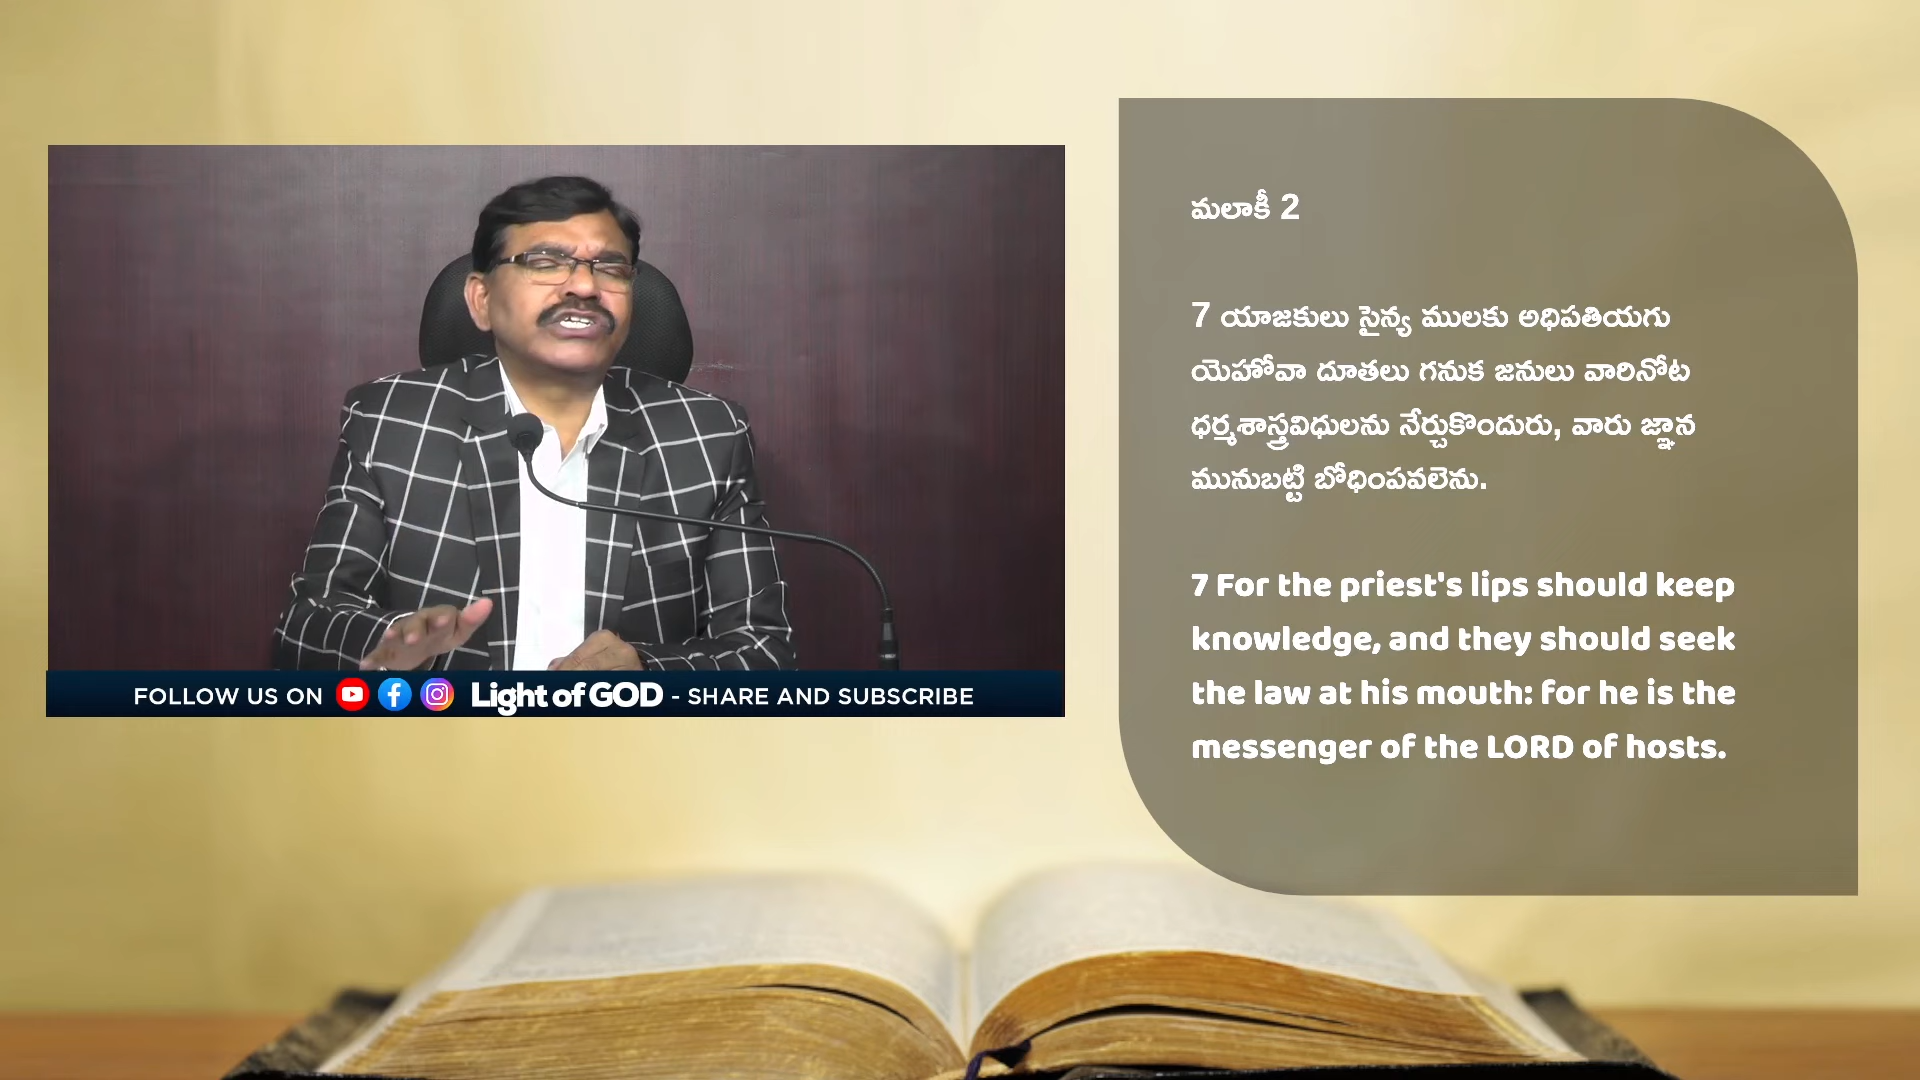 మలాకీ 2
7 యాజకులు సైన్య ములకు అధిపతియగు
యెహోవా దూతలు గనుక జనులు వారినోట
ధర్మశాస్త్రవిధులను నేర్చుకొందురు, వారు జ్ఞాన
మునుబట్టి బోధింపవలెను.
7 For the priest's lips should keep
knowledge, and they should seek
the law at his mouth: for he is the
messenger of the LORD of hosts.
FOLLOW US ON Light of GOD - SHARE AND SUBSCRIBE